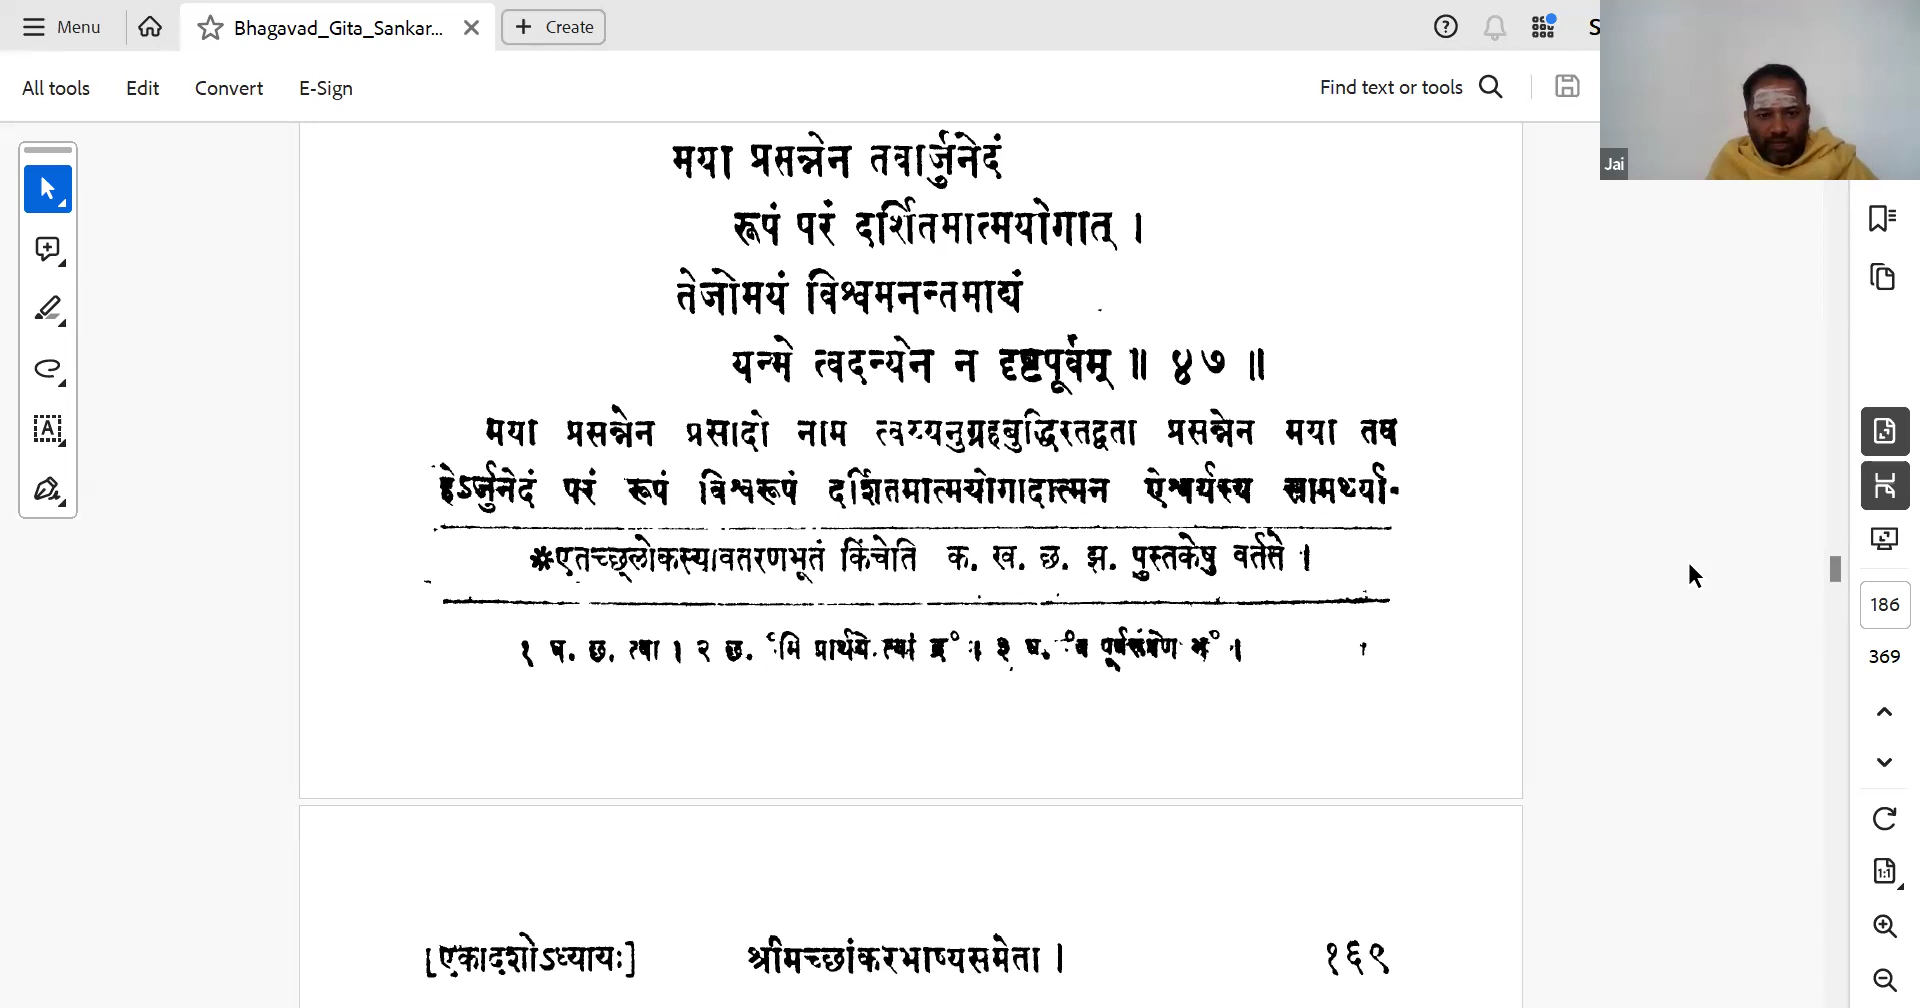 Menu
Bhagavad_Gita_Sankar...
Create
All tools
Edit
Convert
E-Sign
Find text or tools
Jai
मया प्रसन्नेन तवार्जुनेदं
रूपं परं दर्शितमात्मयोगात् ।
तेजोमयं विश्वमनन्तमाद्यं
यन्मे त्वदन्येन न दृष्टपूर्वम् ॥ ४७ ॥
मया प्रसन्नेन प्रसादो नाम त्वय्यनुग्रहबुद्धिस्तद्वता प्रसन्नेन मया तव
हेऽर्जुनेदं परं रूपं विश्वरूपं दर्शितमात्मयोगादात्मन ऐश्वर्यस्य सामर्थ्या-
*एतच्छ्लोकस्यावतरणभूतं किंचेति क. ख. छ. झ. पुस्तकेषु वर्तते ।
१ घ. छ. त्वा । २ छ. ॰मि प्रार्थये त्वां द्र॰ । ३ घ.
186
369
[एकादशोऽध्यायः] श्रीमच्छांकरभाष्यसमेता । १६९